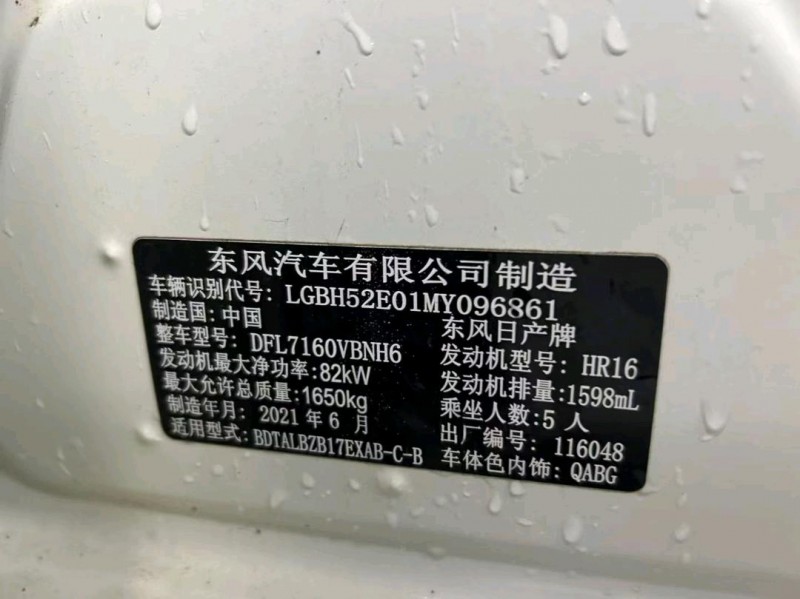 东风汽车有限公司制造
车辆识别代号: LGBH52E01MY096861
制造国: 中国 东风日产牌
整车型号: DFL7160VBNH6 发动机型号: HR16
发动机最大净功率: 82kW 发动机排量: 1598mL
最大允许总质量: 1650kg 乘坐人数: 5 人
制造年月: 2021 年 6 月 出厂编号: 116048
适用型式: BDTALBZB17EXAB-C-B 车体色内饰: QABG